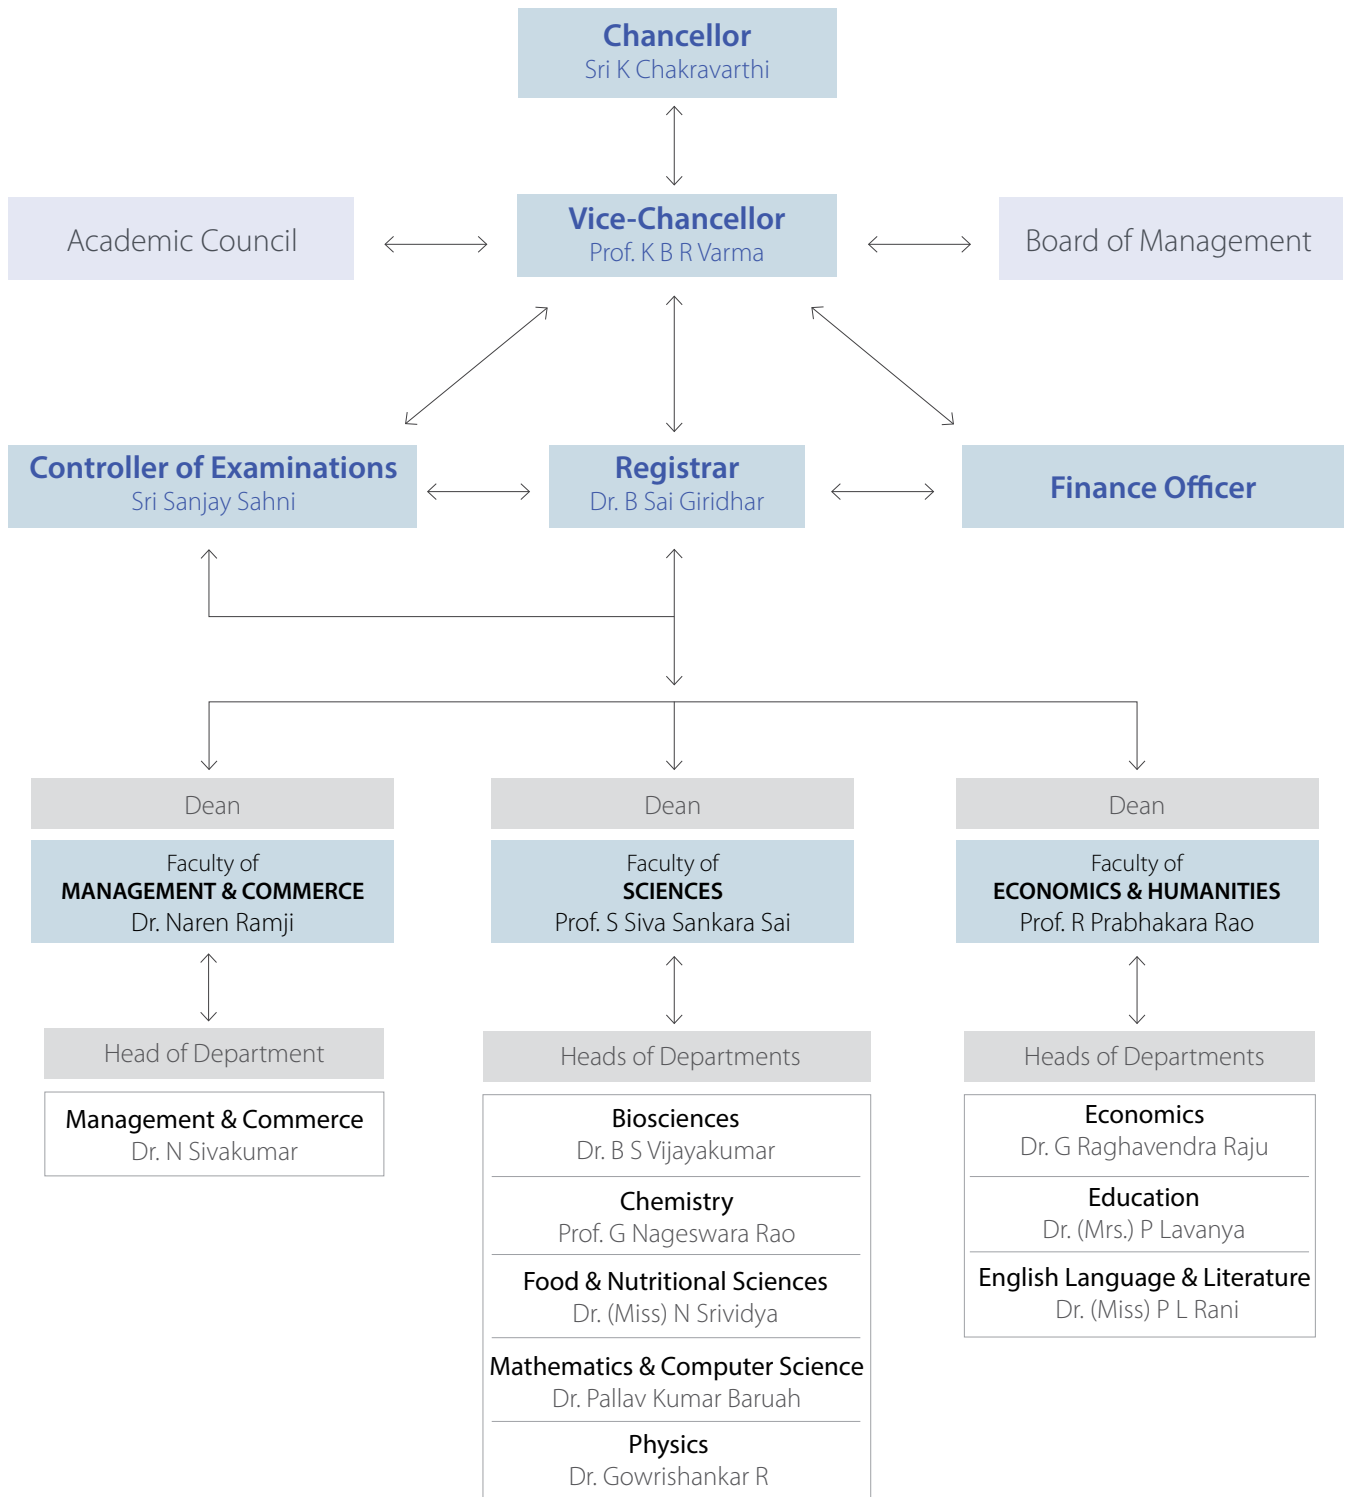 Chancellor
Sri K Chakravarthi
Academic Council
Vice-Chancellor
Prof. K B R Varma
Board of Management
Controller of Examinations
Sri Sanjay Sahni
Registrar
Dr. B Sai Giridhar
Finance Officer
Dean
Faculty of
MANAGEMENT & COMMERCE
Dr. Naren Ramji
Head of Department
Management & Commerce
Dr. N Sivakumar
Dean
Faculty of
SCIENCES
Prof. S Siva Sankara Sai
Heads of Departments
Biosciences
Dr. B S Vijayakumar
Chemistry
Prof. G Nageswara Rao
Food & Nutritional Sciences
Dr. (Miss) N Srividya
Mathematics & Computer Science
Dr. Pallav Kumar Baruah
Physics
Dr. Gowrishankar R
Dean
Faculty of
ECONOMICS & HUMANITIES
Prof. R Prabhakara Rao
Heads of Departments
Economics
Dr. G Raghavendra Raju
Education
Dr. (Mrs.) P Lavanya
English Language & Literature
Dr. (Miss) P L Rani